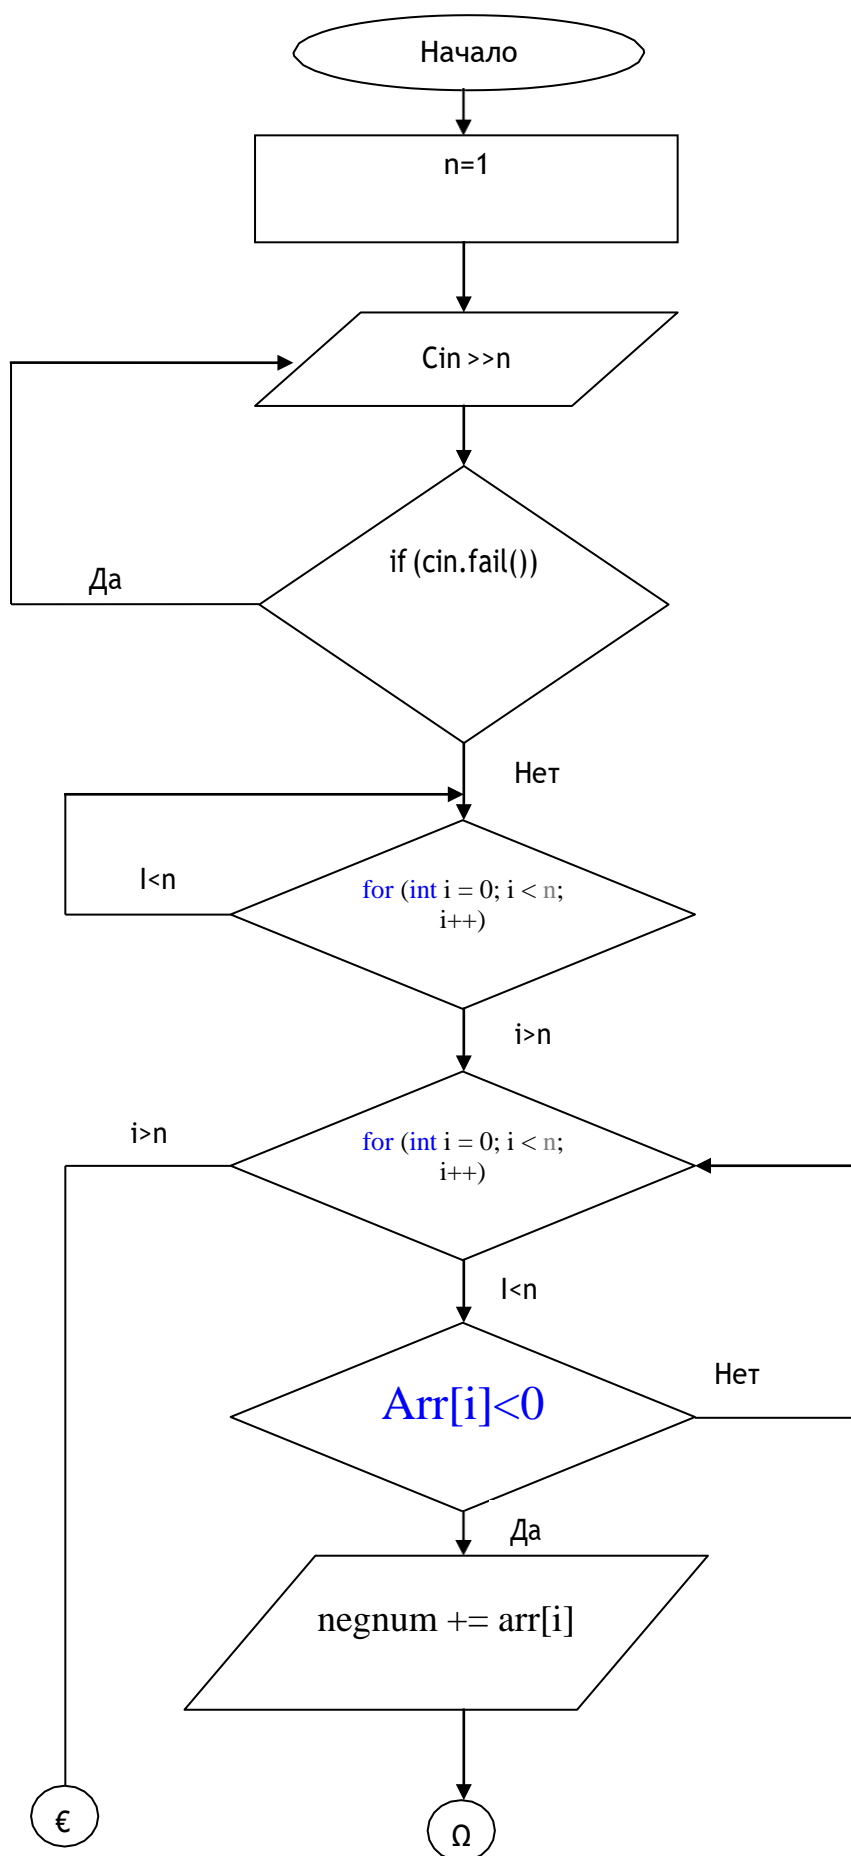 Начало
n=1
Cin >>n
if (cin.fail())
Да
Нет
I<n
for (int i = 0; i < n;
i++)
i>n
i>n
for (int i = 0; i < n;
i++)
I<n
Arr[i]<0
Нет
Да
negnum += arr[i]
€
Ω